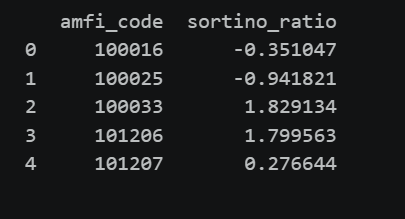 amfi_code sortino_ratio
0 100016 -0.351047
1 100025 -0.941821
2 100033 1.829134
3 101206 1.799563
4 101207 0.276644